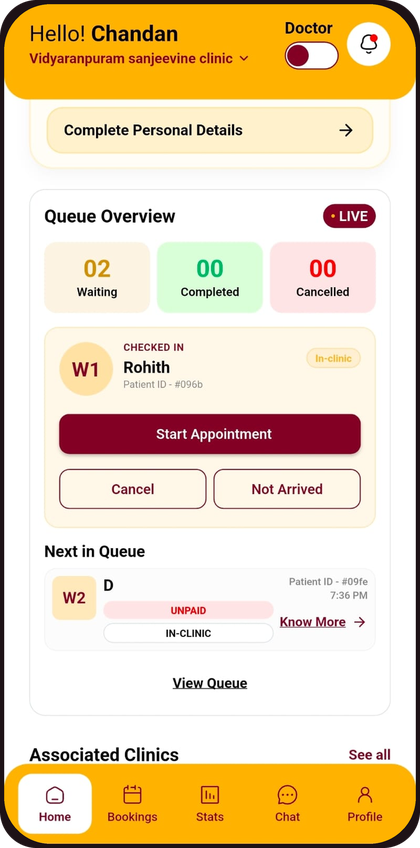 Hello! Chandan
Doctor
Vidyaranpuram sanjeevine clinic
Complete Personal Details
Queue Overview
LIVE
02
Waiting
00
Completed
00
Cancelled
W1
CHECKED IN
Rohith
Patient ID - #096b
In-clinic
Start Appointment
Cancel
Not Arrived
Next in Queue
W2
D
UNPAID
IN-CLINIC
Patient ID - #09fe
7:36 PM
Know More
View Queue
Associated Clinics
See all
Home
Bookings
Stats
Chat
Profile